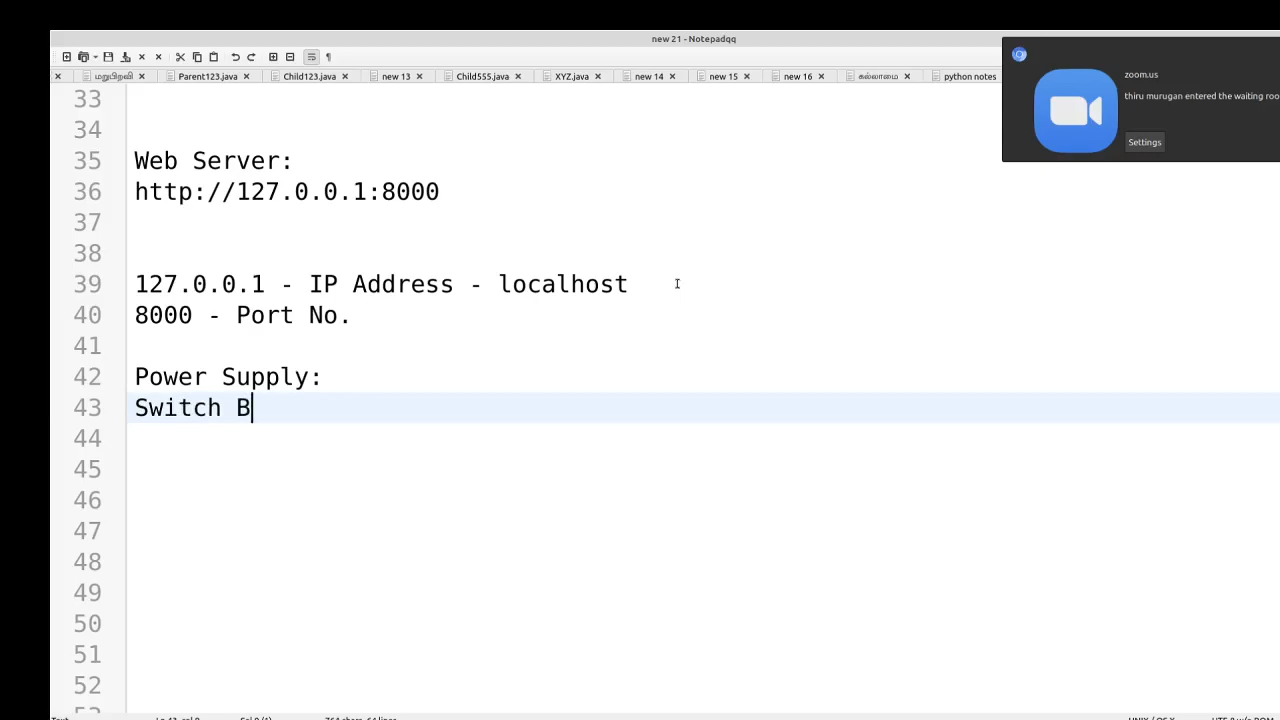 new 21 - Notepadqq
மறுபிறவி
Parent123.java
Child123.java
new 13
Child555.java
XYZ.java
new 14
new 15
new 16
கல்லாமை
python notes
zoom.us
thiru murugan entered the waiting roo
Settings
33
34
35 Web Server:
36 http://127.0.0.1:8000
37
38
39 127.0.0.1 - IP Address - localhost
40 8000 - Port No.
41
42 Power Supply:
43 Switch B
44
45
46
47
48
49
50
51
52